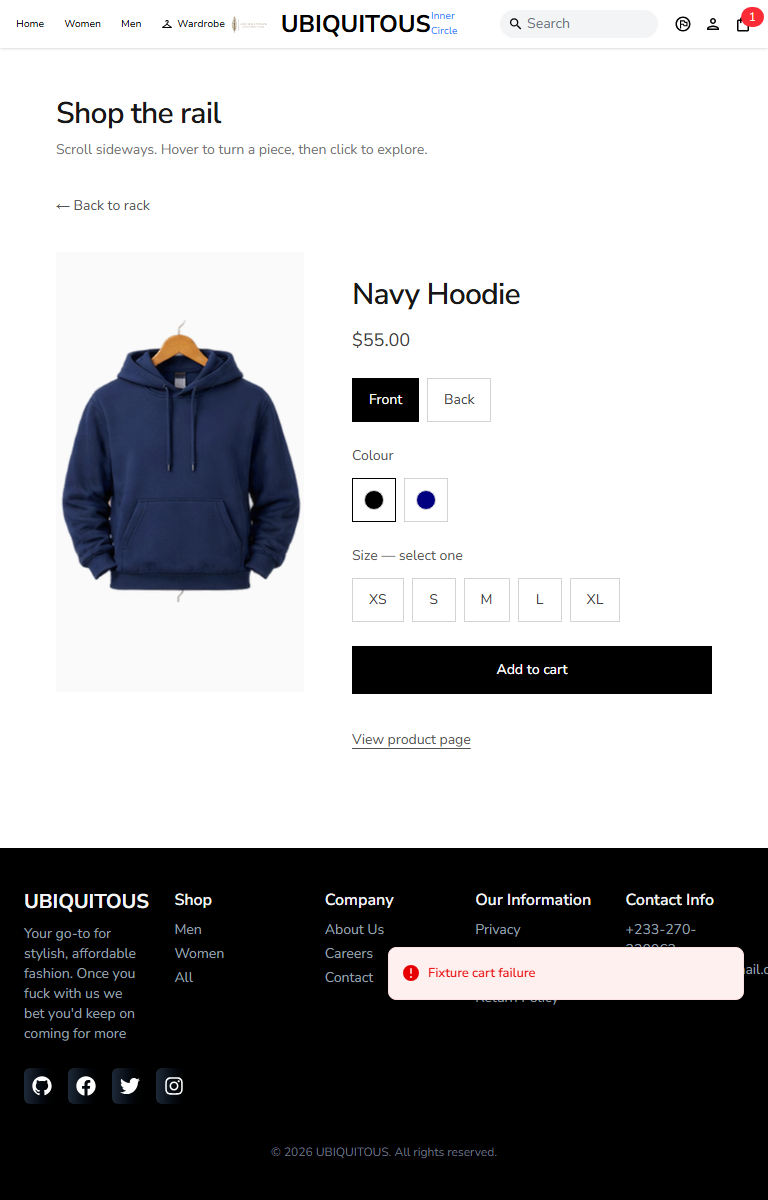 Home
Women
Men
Wardrobe
UBIQUITOUS
Inner
Circle
Search
1
Shop the rail
Scroll sideways. Hover to turn a piece, then click to explore.
← Back to rack
Navy Hoodie
$55.00
Front
Back
Colour
Size — select one
XS
S
M
L
XL
Add to cart
View product page
UBIQUITOUS
Your go-to for
stylish, affordable
fashion. Once you
fuck with us we
bet you'd keep on
coming for more
Shop
Men
Women
All
Company
About Us
Careers
Contact
Our Information
Privacy
Return Policy
Contact Info
+233-270-
Fixture cart failure
© 2026 UBIQUITOUS. All rights reserved.